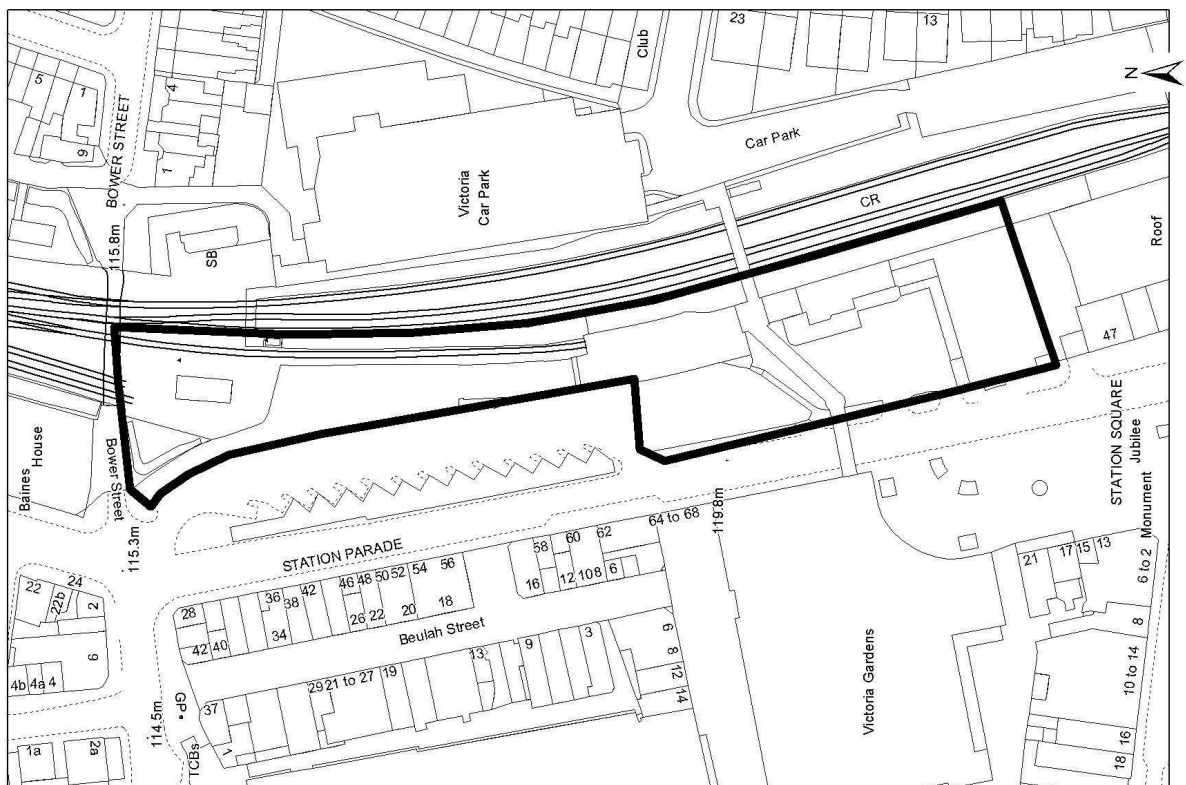 5
1
9
BOWER STREET
115.8m
4
1
SB
Victoria
Car Park
Club
23
13
Car Park
CR
N
Roof
47
Baines
House
Bower Street
115.3m
STATION PARADE
119.8m
STATION SQUARE
Jubilee
Monument
6 to 2
22
22b
24
2
6
4b
4a
4
28
36
38
42
46
48
50
52
54
56
58
60
62
64 to 68
42
40
34
26
22
20
18
16
12
10
8
6
Beulah Street
GP
37
29
21 to 27
19
13
9
3
6
8
12
14
114.5m
TCBs
1
1a
2a
Victoria Gardens
21
17
15
13
8
10 to 14
16
18